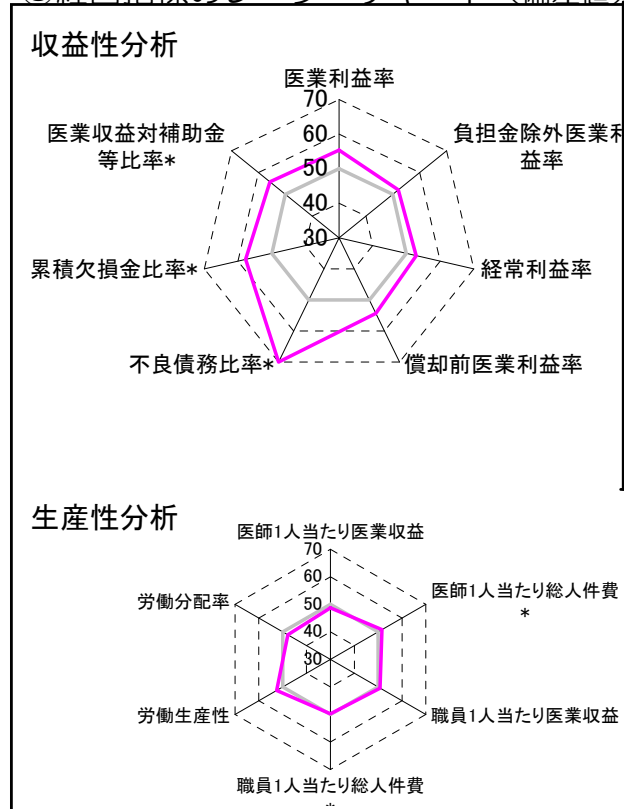 収益性分析
医業利益率
70
医業収益対補助金
等比率*
60
負担金除外医業利
益率
50
40
30
累積欠損金比率*
経常利益率
不良債務比率*
償却前医業利益率
生産性分析
医師1人当たり医業収益
70
60
労働分配率
医師1人当たり総人件費
*
50
40
30
労働生産性
職員1人当たり医業収益
職員1人当たり総人件費
*